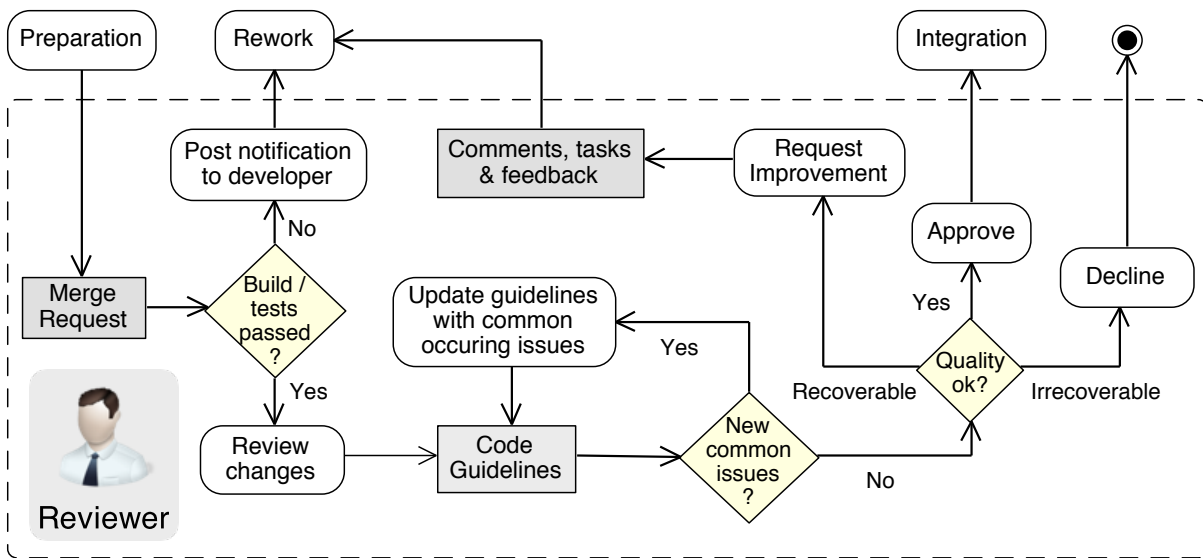 Preparation
Rework
Integration
Post notification
to developer
Comments, tasks
& feedback
Request
Improvement
Approve
Decline
No
Merge
Request
Build /
tests
passed
?
Update guidelines
with common
occuring issues
Yes
Yes
Quality
ok?
Recoverable
Irrecoverable
Yes
Review
changes
Code
Guidelines
New
common
issues
?
No
Reviewer